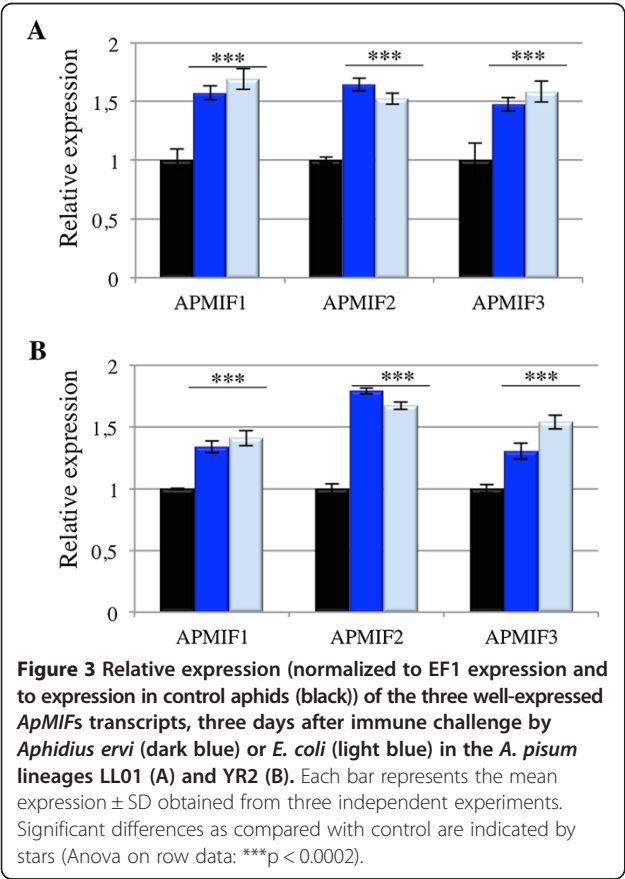 A
2
1,5
1
0,5
0
Relative expression
***
***
***
APMIF1
APMIF2
APMIF3
B
2
1,5
1
0,5
0
Relative expression
***
***
***
APMIF1
APMIF2
APMIF3
Figure 3 Relative expression (normalized to EF1 expression and
to expression in control aphids (black)) of the three well-expressed
ApMIFs transcripts, three days after immune challenge by
Aphidius ervi (dark blue) or E. coli (light blue) in the A. pisum
lineages LL01 (A) and YR2 (B). Each bar represents the mean
expression ± SD obtained from three independent experiments.
Significant differences as compared with control are indicated by
stars (Anova on row data: ***p < 0.0002).